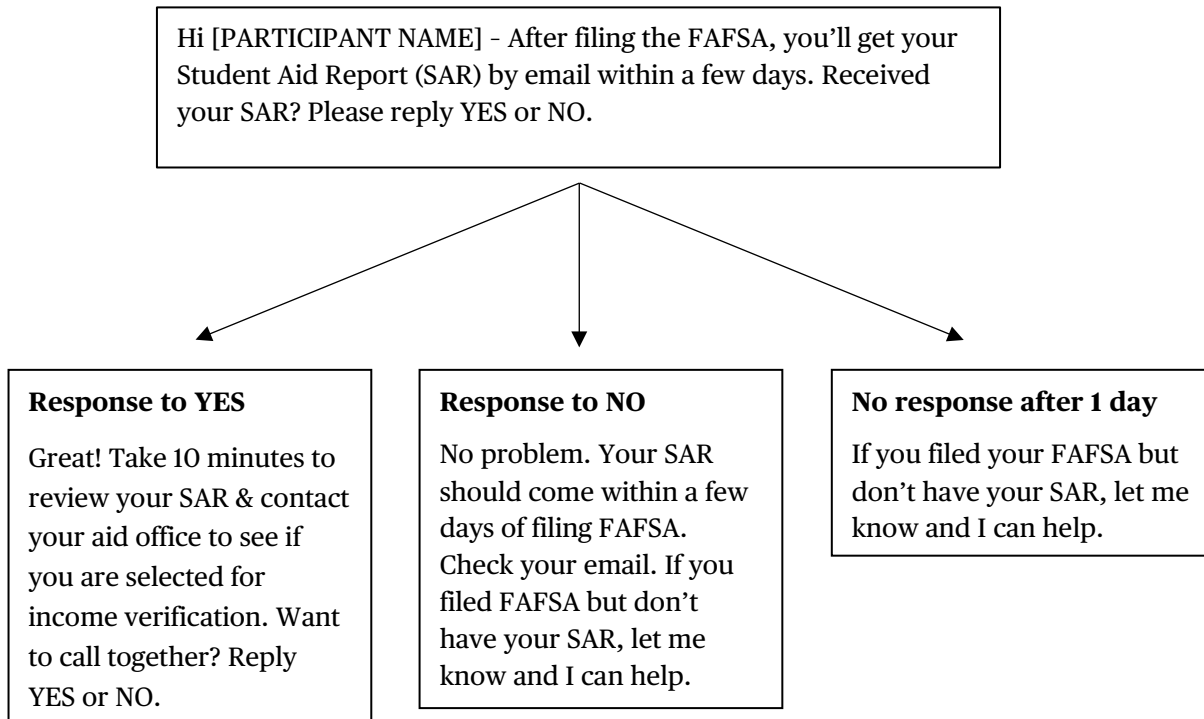 Hi [PARTICIPANT NAME] – After filing the FAFSA, you’ll get your
Student Aid Report (SAR) by email within a few days. Received
your SAR? Please reply YES or NO.
Response to YES
Great! Take 10 minutes to
review your SAR & contact
your aid office to see if
you are selected for
income verification. Want
to call together? Reply
YES or NO.
Response to NO
No problem. Your SAR
should come within a few
days of filing FAFSA.
Check your email. If you
filed FAFSA but don’t
have your SAR, let me
know and I can help.
No response after 1 day
If you filed your FAFSA but
don’t have your SAR, let me
know and I can help.